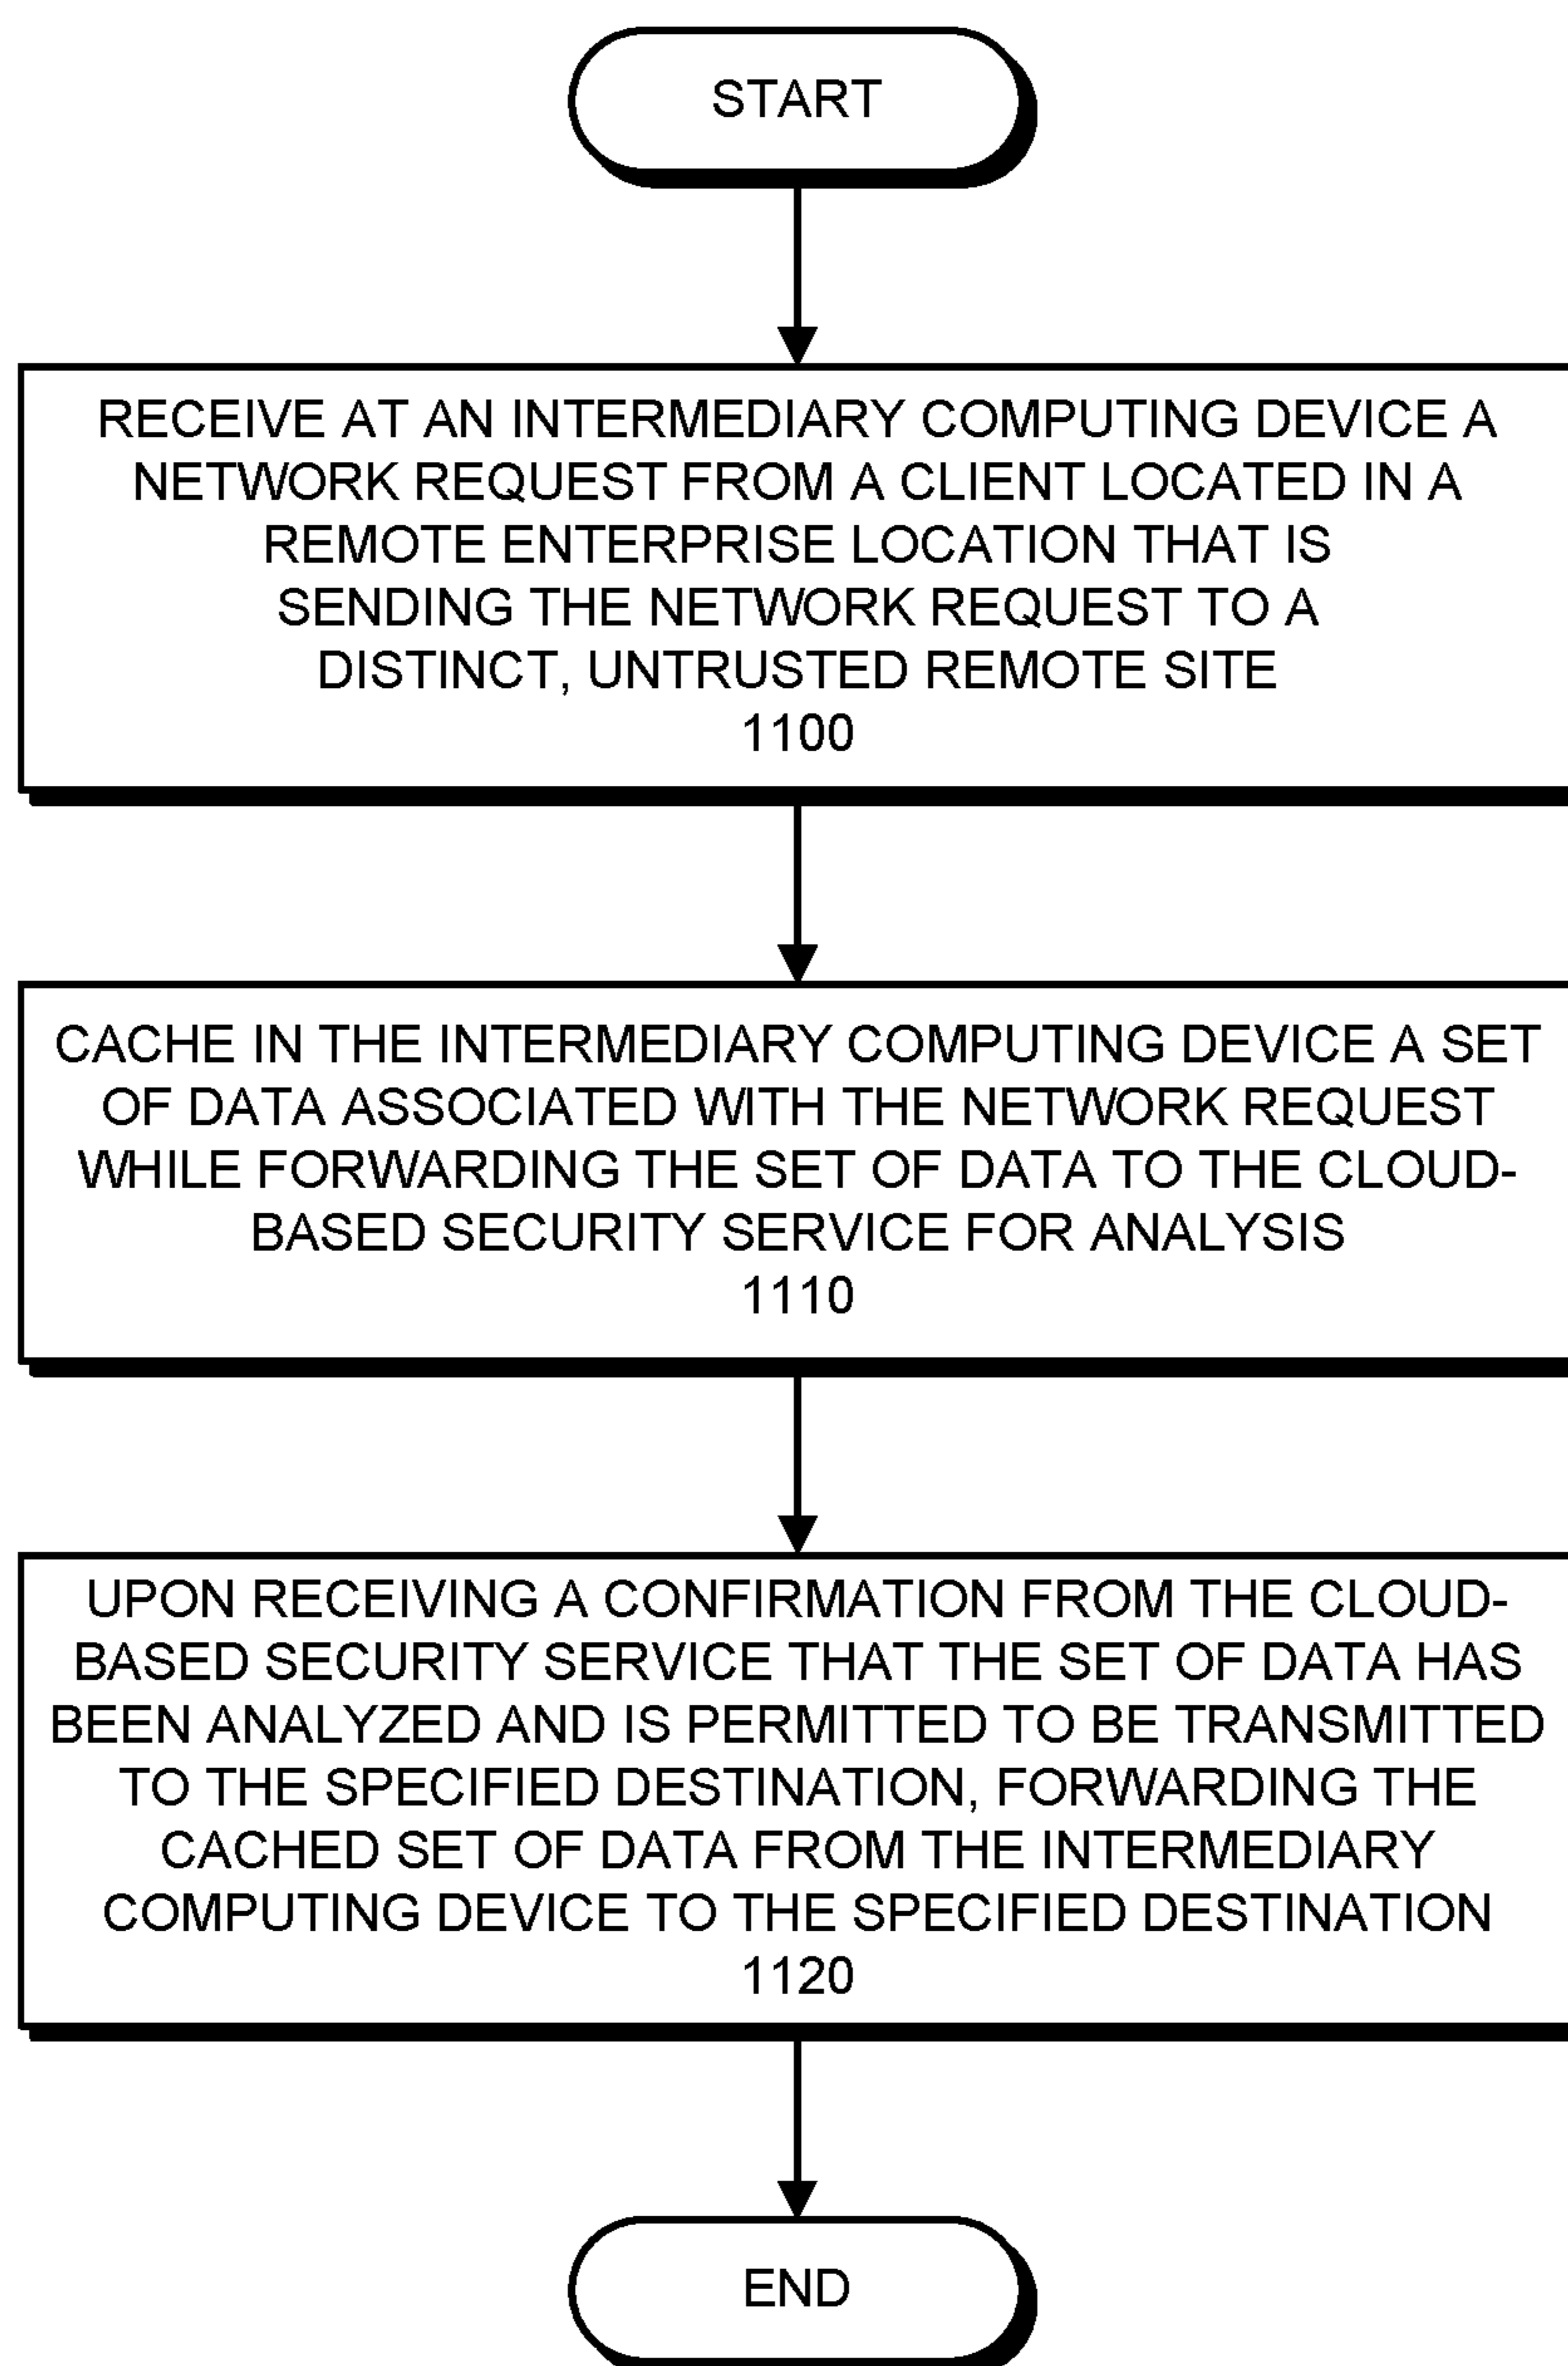 START
RECEIVE AT AN INTERMEDIARY COMPUTING DEVICE A
NETWORK REQUEST FROM A CLIENT LOCATED IN A
REMOTE ENTERPRISE LOCATION THAT IS
SENDING THE NETWORK REQUEST TO A
DISTINCT, UNTRUSTED REMOTE SITE
1100
CACHE IN THE INTERMEDIARY COMPUTING DEVICE A SET
OF DATA ASSOCIATED WITH THE NETWORK REQUEST
WHILE FORWARDING THE SET OF DATA TO THE CLOUD-
BASED SECURITY SERVICE FOR ANALYSIS
1110
UPON RECEIVING A CONFIRMATION FROM THE CLOUD-
BASED SECURITY SERVICE THAT THE SET OF DATA HAS
BEEN ANALYZED AND IS PERMITTED TO BE TRANSMITTED
TO THE SPECIFIED DESTINATION, FORWARDING THE
CACHED SET OF DATA FROM THE INTERMEDIARY
COMPUTING DEVICE TO THE SPECIFIED DESTINATION
1120
END